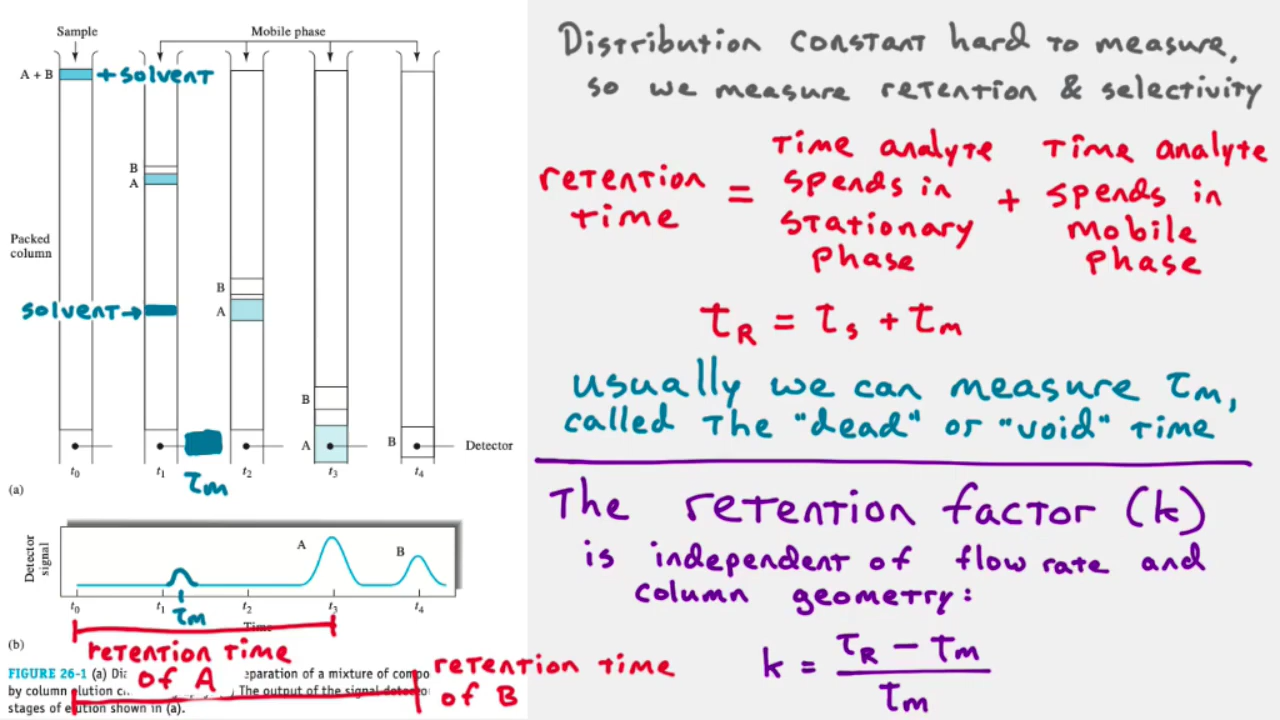 Sample
Mobile phase
A + B
+ solvent
B
A
Packed
column
solvent→
B
A
B
A
B
Detector
t0
t1
t2
t3
t4
τm
(a)
Detector
signal
A
B
t0
t1
t2
t3
t4
τm
Time
(b)
retention time
of A
retention time
of B
FIGURE 26-1 (a) Di eparation of a mixture of compo
by column elution c The output of the signal detecto
stages of elution shown in (a).
Distribution constant hard to measure,
so we measure retention & selectivity
retention time = time analyte spends in stationary phase + time analyte spends in mobile phase
tR = ts + tm
usually we can measure tm,
called the "dead" or "void" time
The retention factor (k)
is independent of flow rate and
column geometry:
k = (tR - tm) / tm